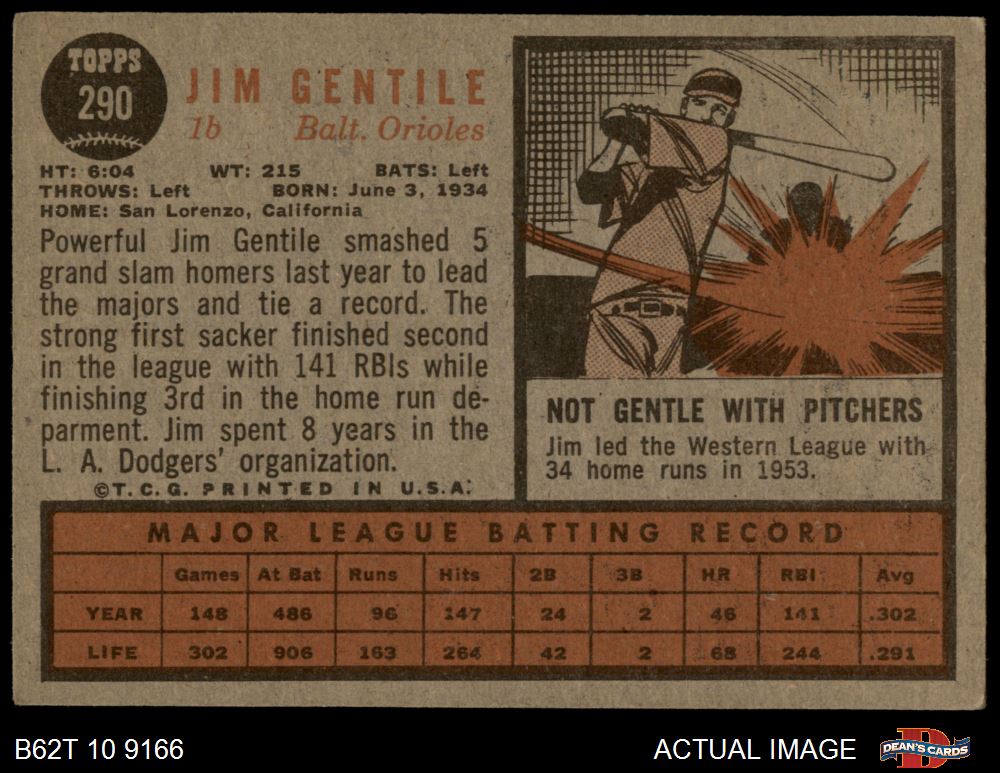 TOPPS
290
JIM GENTILE
1b Balt. Orioles
HT: 6:04 WT: 215 BATS: Left
THROWS: Left BORN: June 3, 1934
HOME: San Lorenzo, California
Powerful Jim Gentile smashed 5
grand slam homers last year to lead
the majors and tie a record. The
strong first sacker finished second
in the league with 141 RBIs while
finishing 3rd in the home run de-
parment. Jim spent 8 years in the
L. A. Dodgers' organization.
©T.C.G. PRINTED IN U.S.A.
NOT GENTLE WITH PITCHERS
Jim led the Western League with
34 home runs in 1953.
MAJOR LEAGUE BATTING RECORD
Games At Bat Runs Hits 2B 3B HR RBI Avg
YEAR 148 486 96 147 24 2 46 141 .302
LIFE 302 906 163 264 42 2 68 244 .291
B62T 10 9166
ACTUAL IMAGE
DEAN'S CARDS